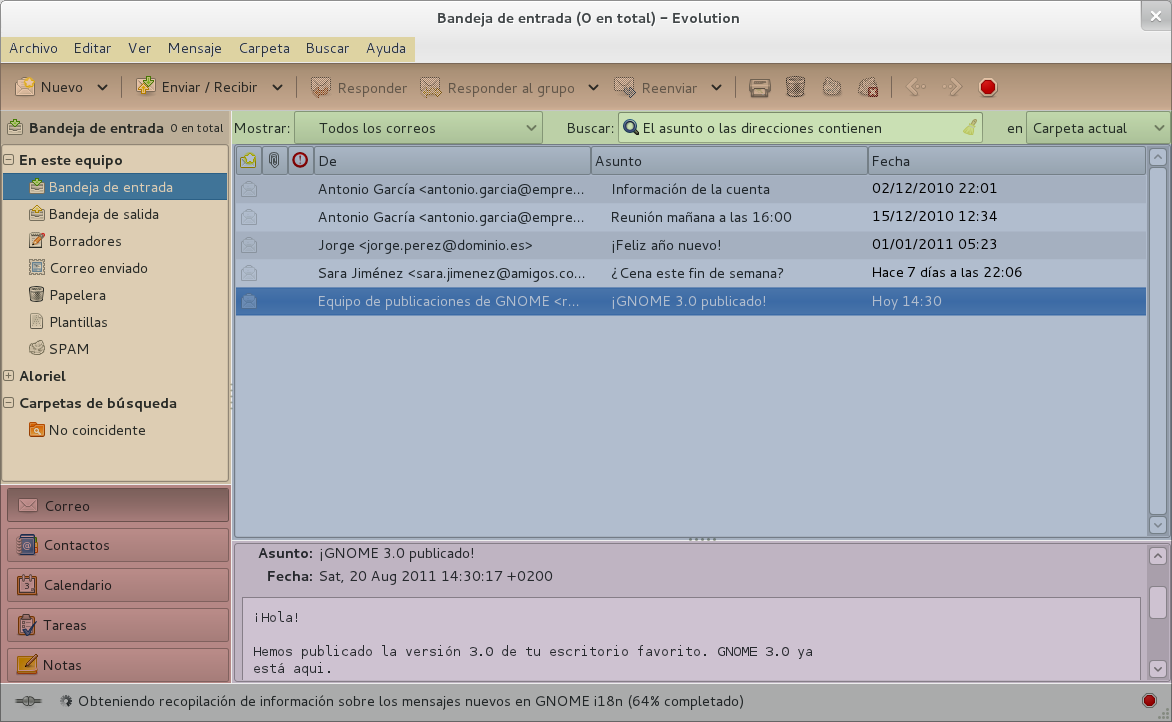 Bandeja de entrada (0 en total) – Evolution
Archivo Editar Ver Mensaje Carpeta Buscar Ayuda
Nuevo Enviar / Recibir Responder Responder al grupo Reenviar
Bandeja de entrada 0 en total Mostrar: Todos los correos Buscar: El asunto o las direcciones contienen en Carpeta actual
En este equipo
Bandeja de entrada
Bandeja de salida
Borradores
Correo enviado
Papelera
Plantillas
SPAM
Aloriel
Carpetas de búsqueda
No coincidente
De Asunto Fecha
Antonio García <antonio.garcia@empre... Información de la cuenta 02/12/2010 22:01
Antonio Gacría <antonio.garcia@empre... Reunión mañana a las 16:00 15/12/2010 12:34
Jorge <jorge.perez@dominio.es> ¡Feliz año nuevo! 01/01/2011 05:23
Sara Jiménez <sara.jimenez@amigos.co... ¿Cena este fin de semana? Hace 7 días a las 22:06
Equipo de publicaciones de GNOME <r... ¡GNOME 3.0 publicado! Hoy 14:30
Correo
Contactos
Calendario
Tareas
Notas
Asunto: ¡GNOME 3.0 publicado!
Fecha: Sat, 20 Aug 2011 14:30:17 +0200
¡Hola!
Hemos publicado la versión 3.0 de tu escritorio favorito. GNOME 3.0 ya
está aqui.
Obteniendo recopilación de información sobre los mensajes nuevos en GNOME i18n (64% completado)